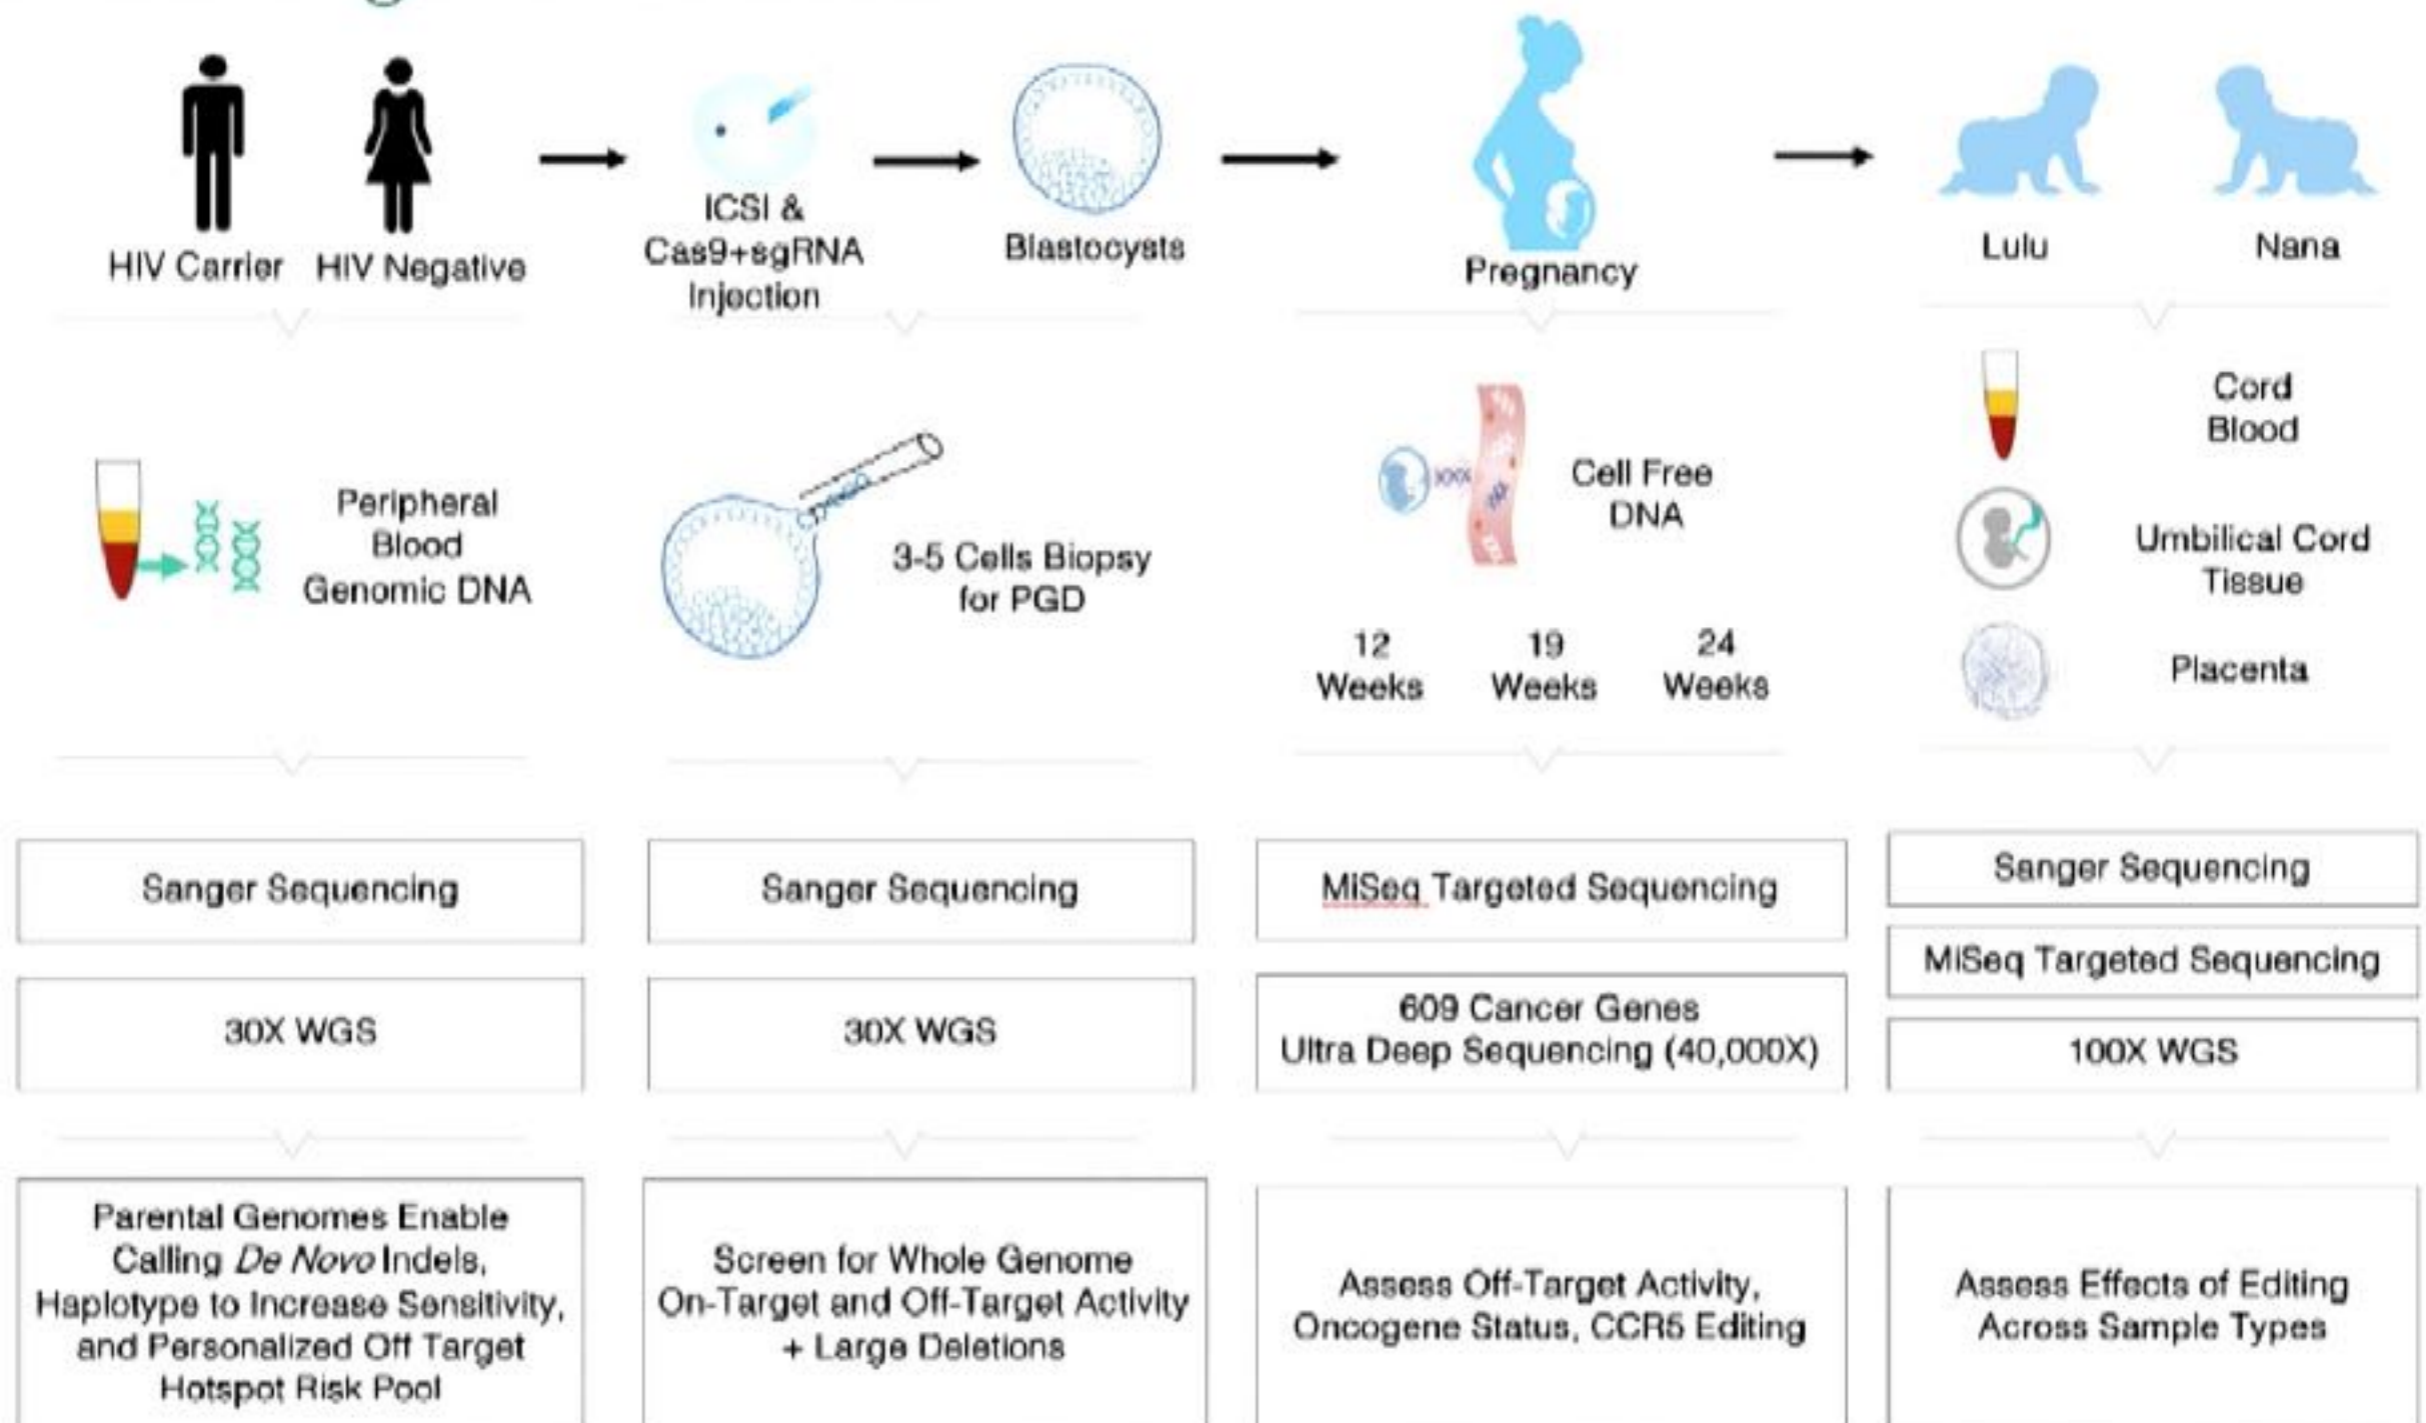 HIV Carrier
HIV Negative
ICSI &
Cas9+sgRNA
Injection
Blastocysts
Pregnancy
Lulu
Nana
Peripheral
Blood
Genomic DNA
3-5 Cells Biopsy
for PGD
Cell Free
DNA
12
Weeks
19
Weeks
24
Weeks
Cord
Blood
Umbilical Cord
Tissue
Placenta
Sanger Sequencing
30X WGS
Parental Genomes Enable
Calling De Novo Indels,
Haplotype to Increase Sensitivity,
and Personalized Off Target
Hotspot Risk Pool
Sanger Sequencing
30X WGS
Screen for Whole Genome
On-Target and Off-Target Activity
+ Large Deletions
MiSeq Targeted Sequencing
609 Cancer Genes
Ultra Deep Sequencing (40,000X)
Assess Off-Target Activity,
Oncogene Status, CCR5 Editing
Sanger Sequencing
MiSeq Targeted Sequencing
100X WGS
Assess Effects of Editing
Across Sample Types